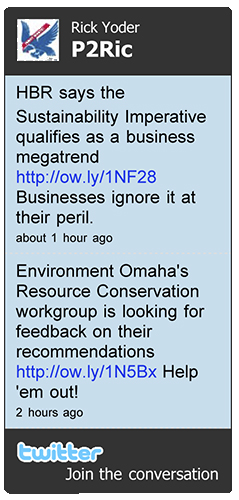 Rick Yoder
P2Ric
HBR says the
Sustainability Imperative
qualifies as a business
megatrend
http://ow.ly/1NF28
Businesses ignore it at
their peril.
about 1 hour ago
Environment Omaha's
Resource Conservation
workgroup is looking for
feedback on their
recommendations
http://ow.ly/1N5Bx Help
'em out!
2 hours ago
twitter
Join the conversation